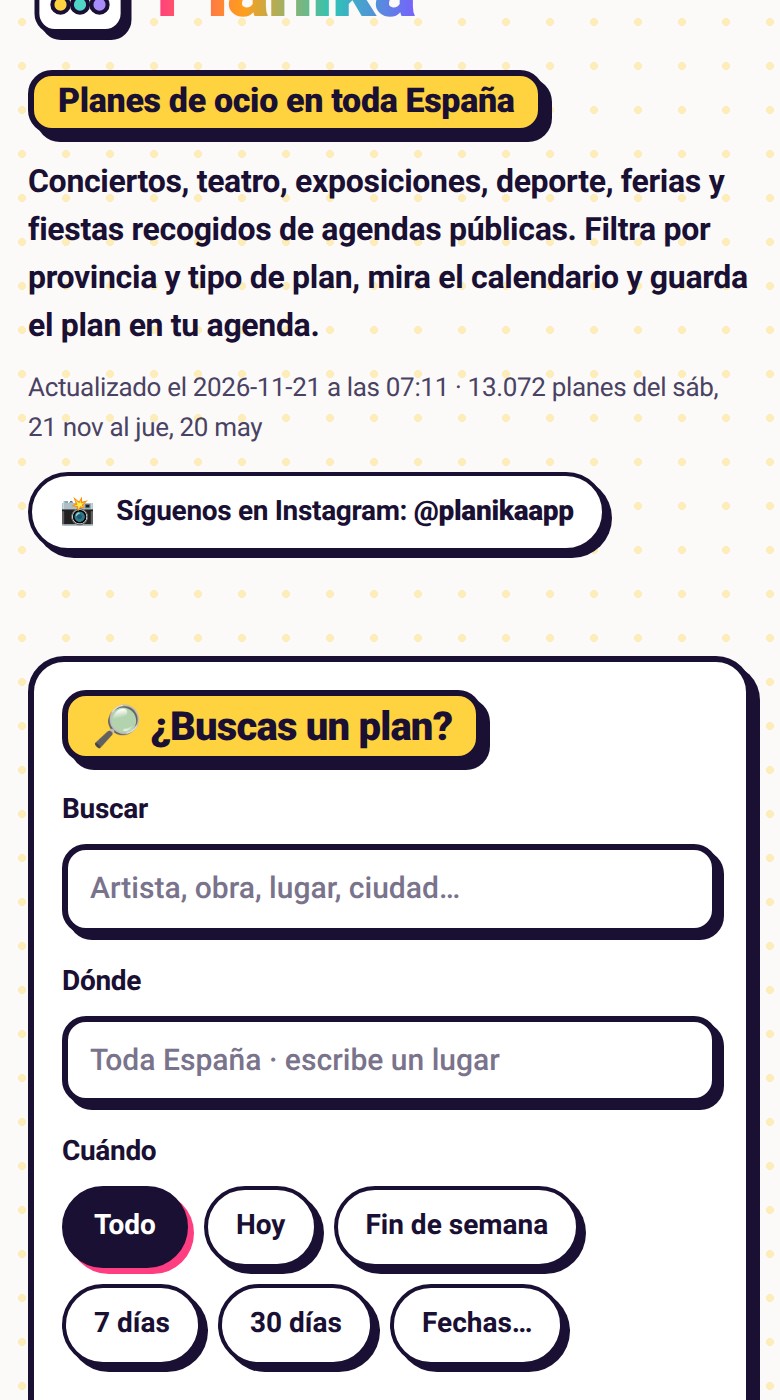 Planika
Planes de ocio en toda España
Conciertos, teatro, exposiciones, deporte, ferias y
fiestas recogidos de agendas públicas. Filtra por
provincia y tipo de plan, mira el calendario y guarda
el plan en tu agenda.
Actualizado el 2026-11-21 a las 07:11 · 13.072 planes del sáb,
21 nov al jue, 20 may
Síguenos en Instagram: @planikaapp
¿Buscas un plan?
Buscar
Artista, obra, lugar, ciudad…
Dónde
Toda España · escribe un lugar
Cuándo
Todo
Hoy
Fin de semana
7 días
30 días
Fechas…